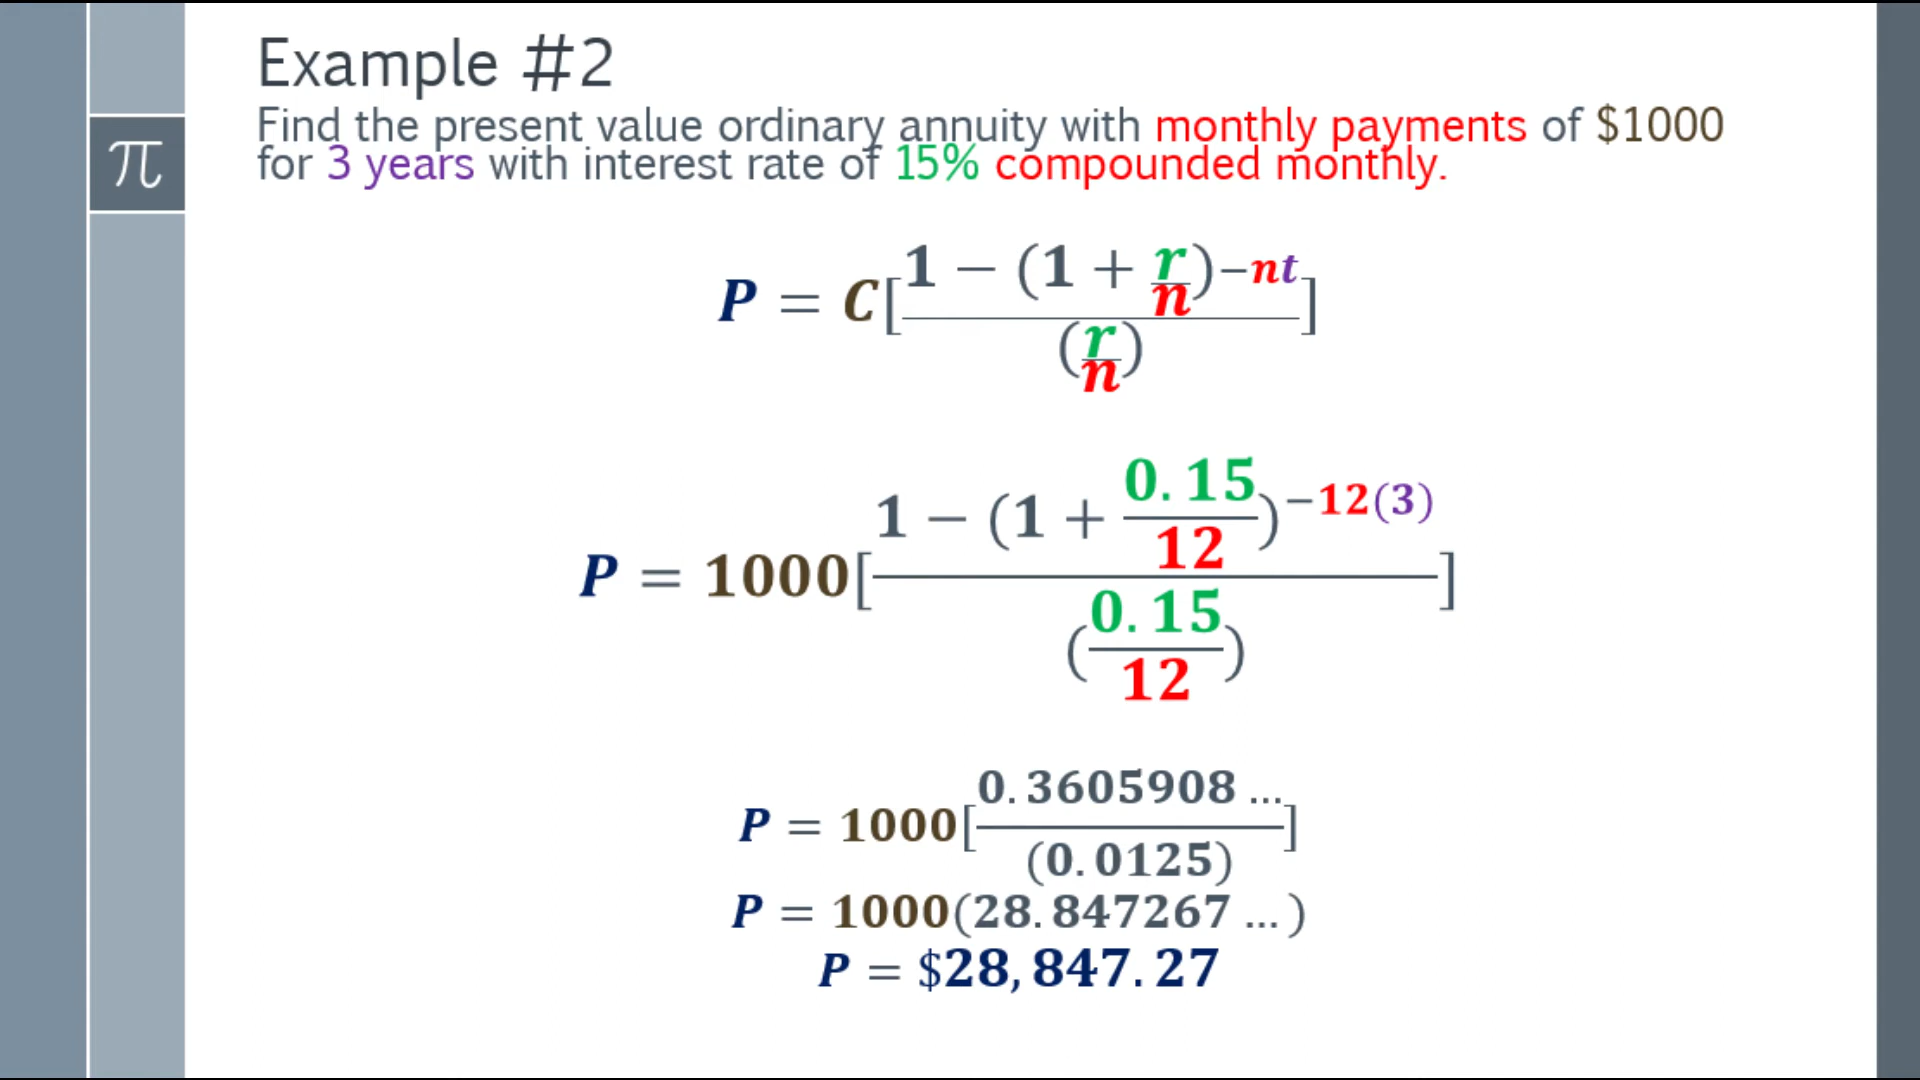 Example #2
Find the present value ordinary annuity with monthly payments of $1000
π
for 3 years with interest rate of 15% compounded monthly.
P = C[(1 − (1 + r/n)^−nt) / (r/n)]
P = 1000[(1 − (1 + 0.15/12)^−12(3)) / (0.15/12)]
P = 1000[0.3605908 ... / (0.0125)]
P = 1000(28.847267 ... )
P = $28,847.27